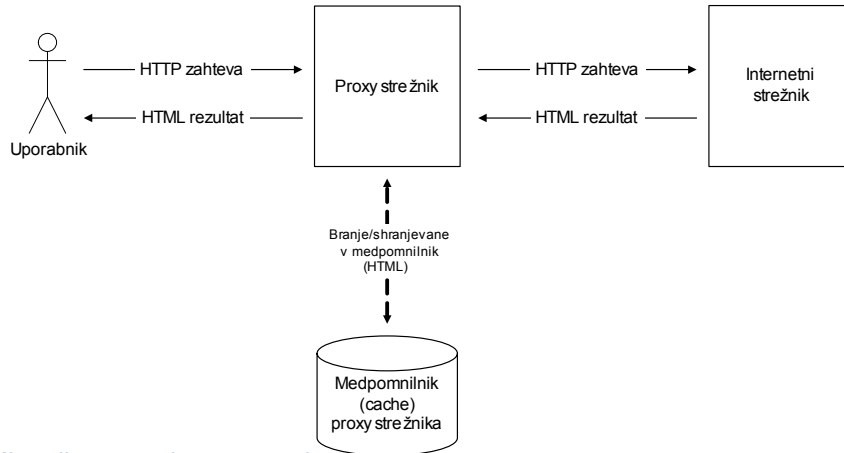 HTTP zahteva
HTML rezultat
Uporabnik
Proxy strežnik
HTTP zahteva
HTML rezultat
Internetni
strežnik
Branje/shranjevane
v medpomnilnik
(HTML)
Medpomnilnik
(cache)
proxy strežnika